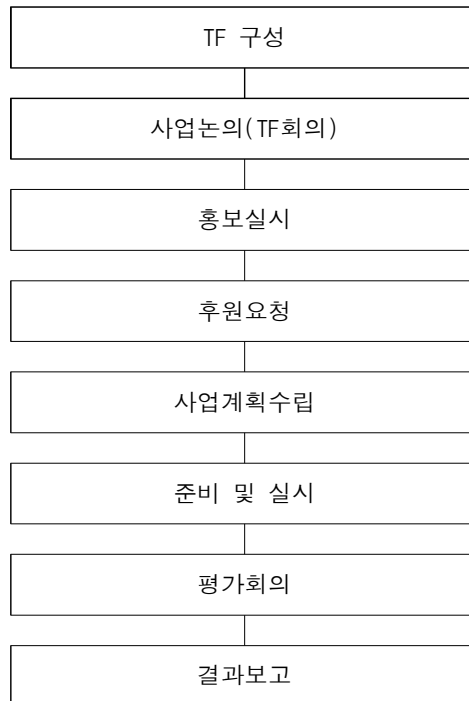 TF 구성
사업논의(TF회의)
홍보실시
후원요청
사업계획수립
준비 및 실시
평가회의
결과보고